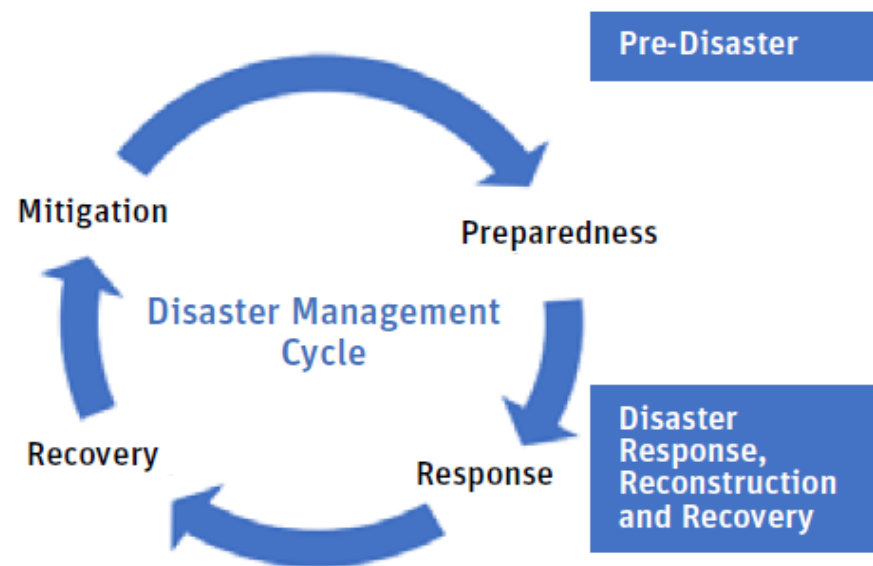 Pre-Disaster
Mitigation
Preparedness
Disaster Management
Cycle
Disaster
Response,
Reconstruction
and Recovery
Recovery
Response